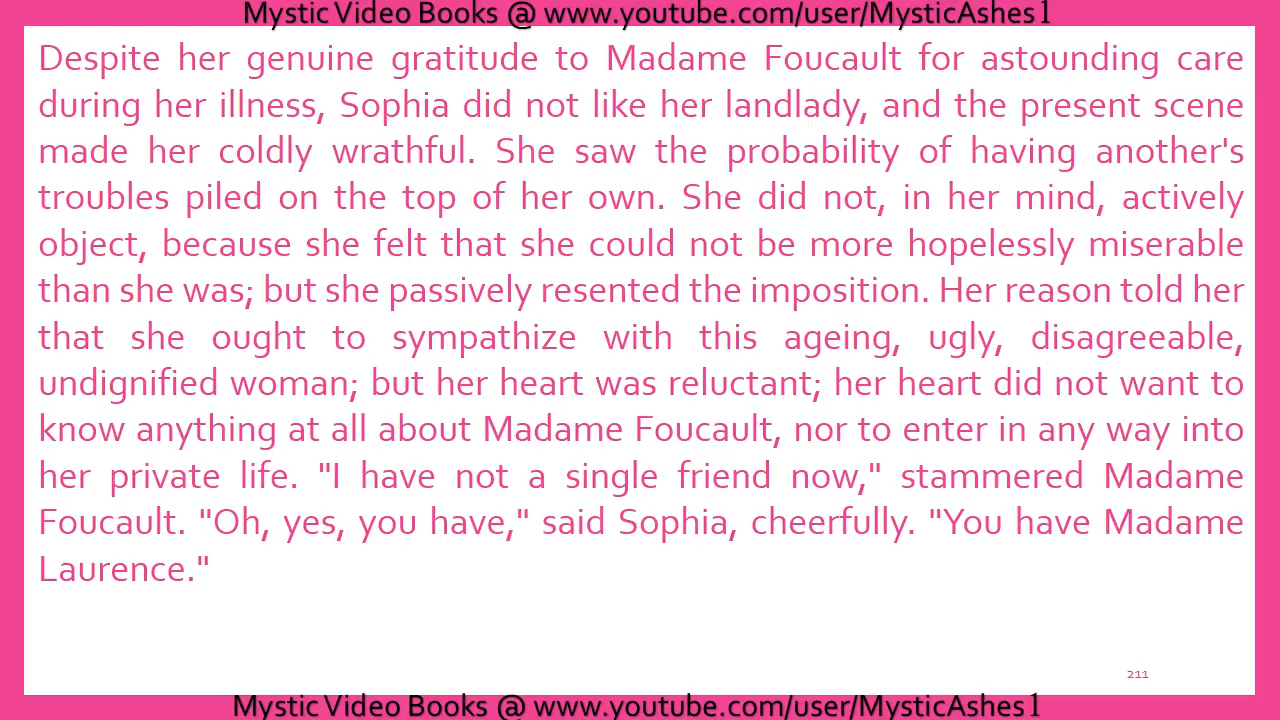 Mystic Video Books @ www.youtube.com/user/MysticAshes1
Despite her genuine gratitude to Madame Foucault for astounding care
during her illness, Sophia did not like her landlady, and the present scene
made her coldly wrathful. She saw the probability of having another's
troubles piled on the top of her own. She did not, in her mind, actively
object, because she felt that she could not be more hopelessly miserable
than she was; but she passively resented the imposition. Her reason told her
that she ought to sympathize with this ageing, ugly, disagreeable,
undignified woman; but her heart was reluctant; her heart did not want to
know anything at all about Madame Foucault, nor to enter in any way into
her private life. "I have not a single friend now," stammered Madame
Foucault. "Oh, yes, you have," said Sophia, cheerfully. "You have Madame
Laurence."
211
Mystic Video Books @ www.youtube.com/user/MysticAshes1